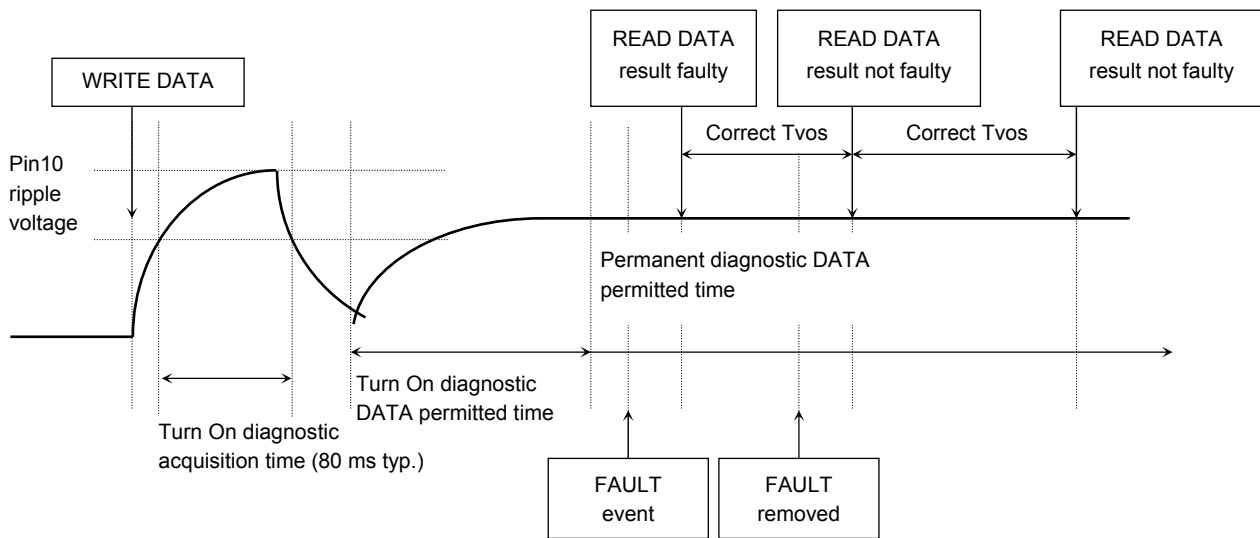 READ DATA
result faulty
READ DATA
result not faulty
READ DATA
result not faulty
WRITE DATA
Correct Tvos
Correct Tvos
Pin10
ripple
voltage
Permanent diagnostic DATA
permitted time
Turn On diagnostic
DATA permitted time
Turn On diagnostic
acquisition time (80 ms typ.)
FAULT
event
FAULT
removed